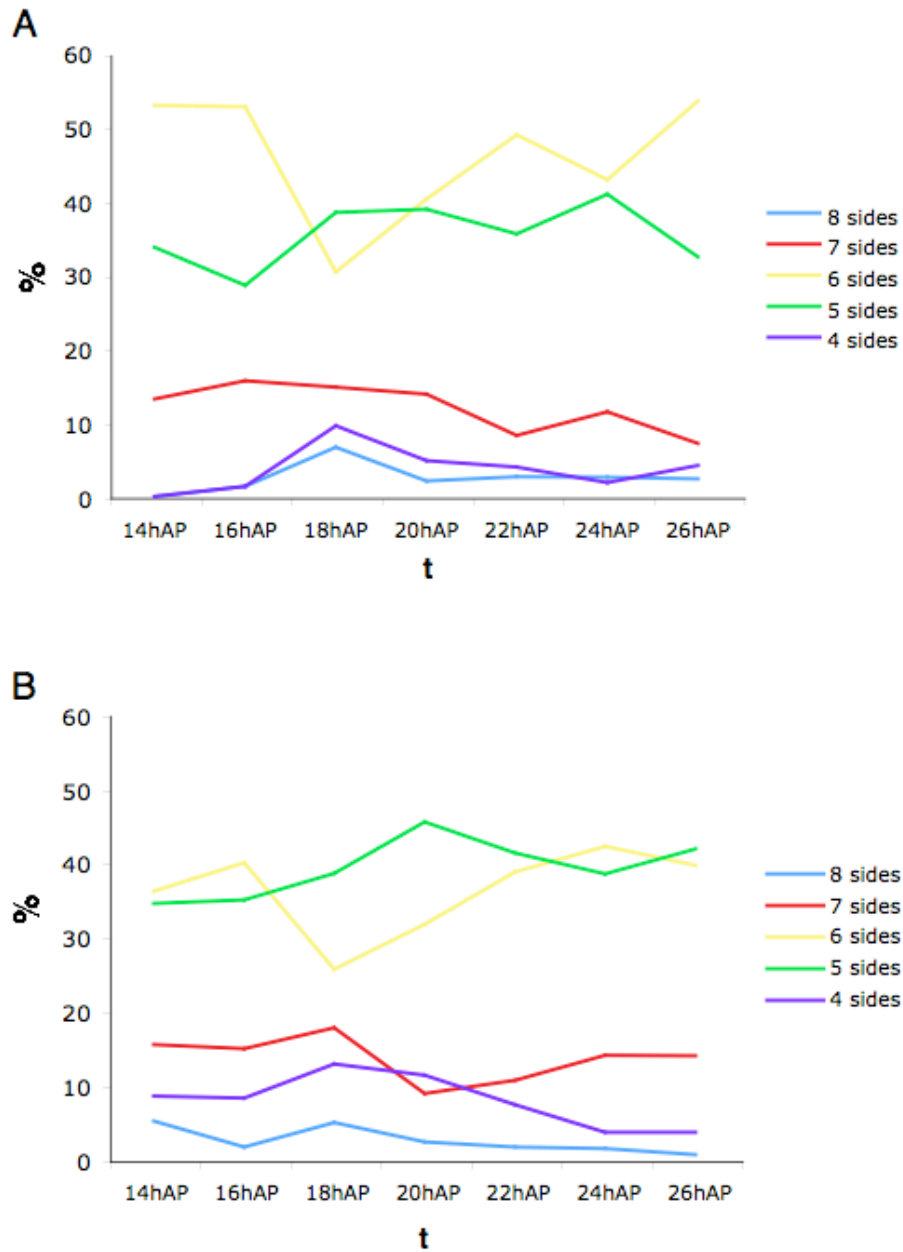 A
60
50
40
30
20
10
0
%
14hAP 16hAP 18hAP 20hAP 22hAP 24hAP 26hAP
t
8 sides
7 sides
6 sides
5 sides
4 sides
B
60
50
40
30
20
10
0
%
14hAP 16hAP 18hAP 20hAP 22hAP 24hAP 26hAP
t
8 sides
7 sides
6 sides
5 sides
4 sides